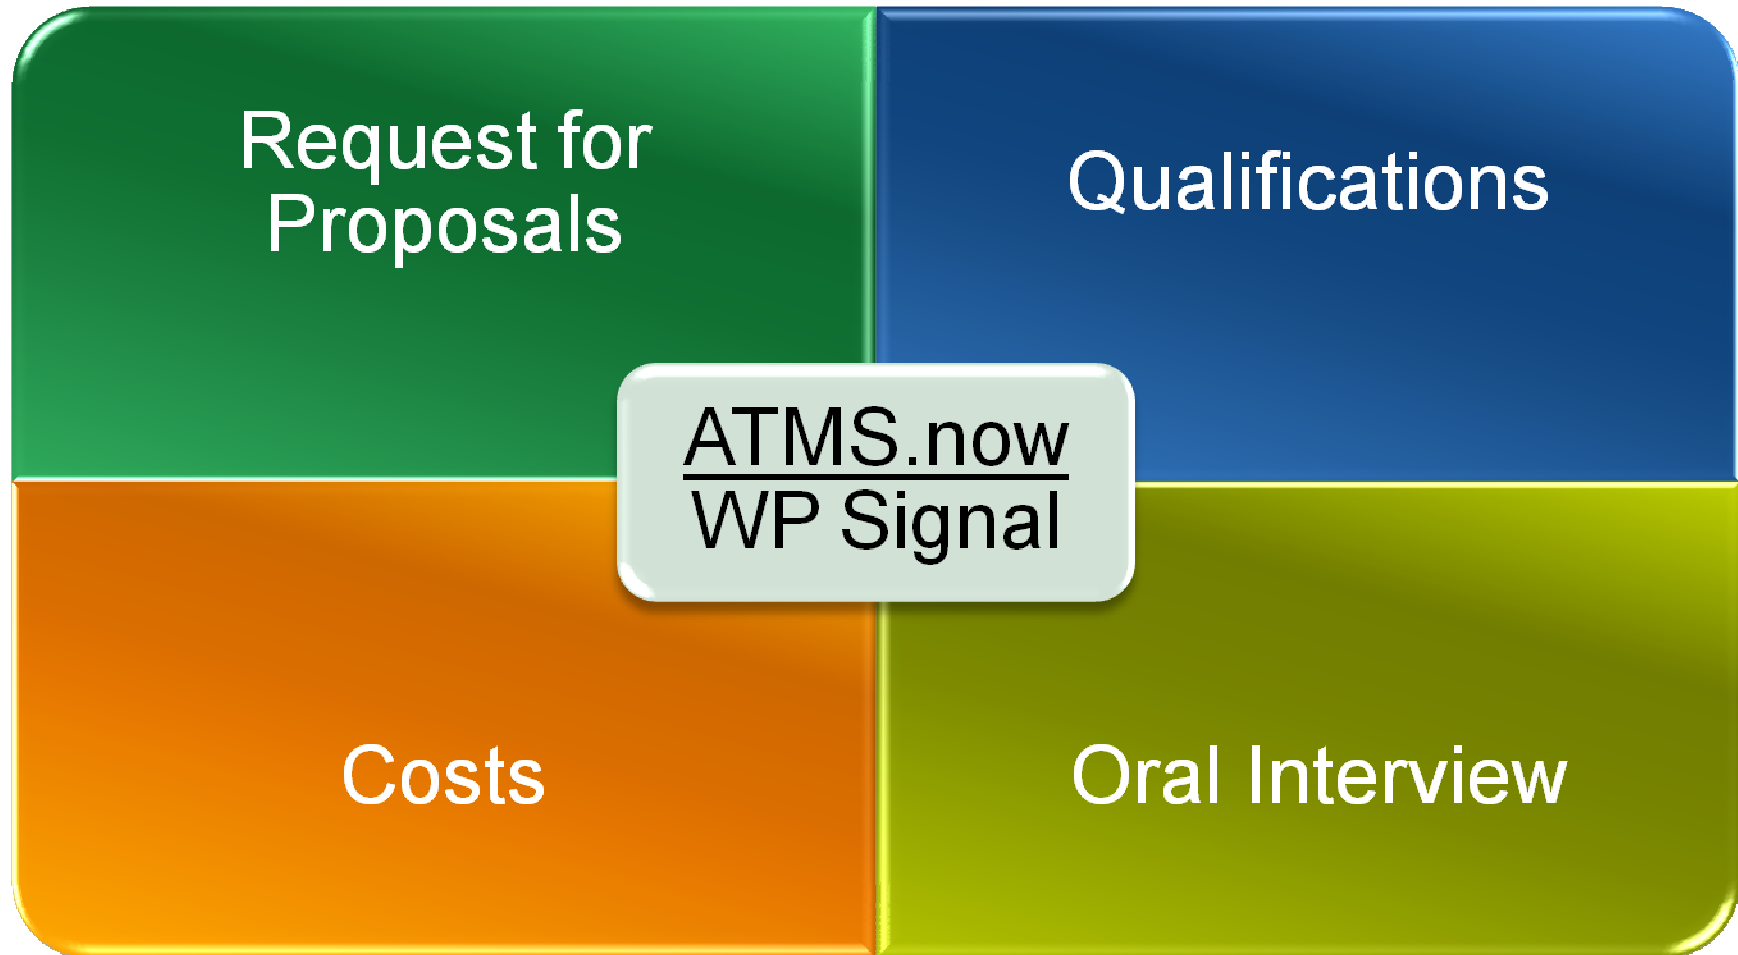 Request for
Proposals
Qualifications
ATMS.now
WP Signal
Costs
Oral Interview